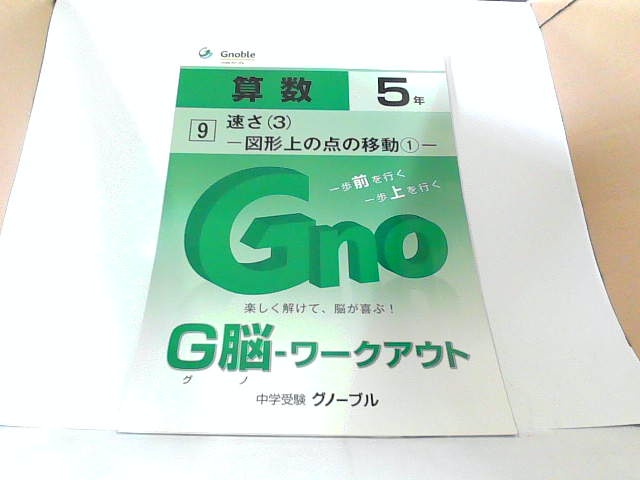 Gnoble
算数 5年
9 速さ(3)
－図形上の点の移動①－
一歩前を行く
一歩上を行く
Gno
楽しく解けて、脳が喜ぶ!
G脳-ワークアウト
グ ノ
中学受験 グノーブル